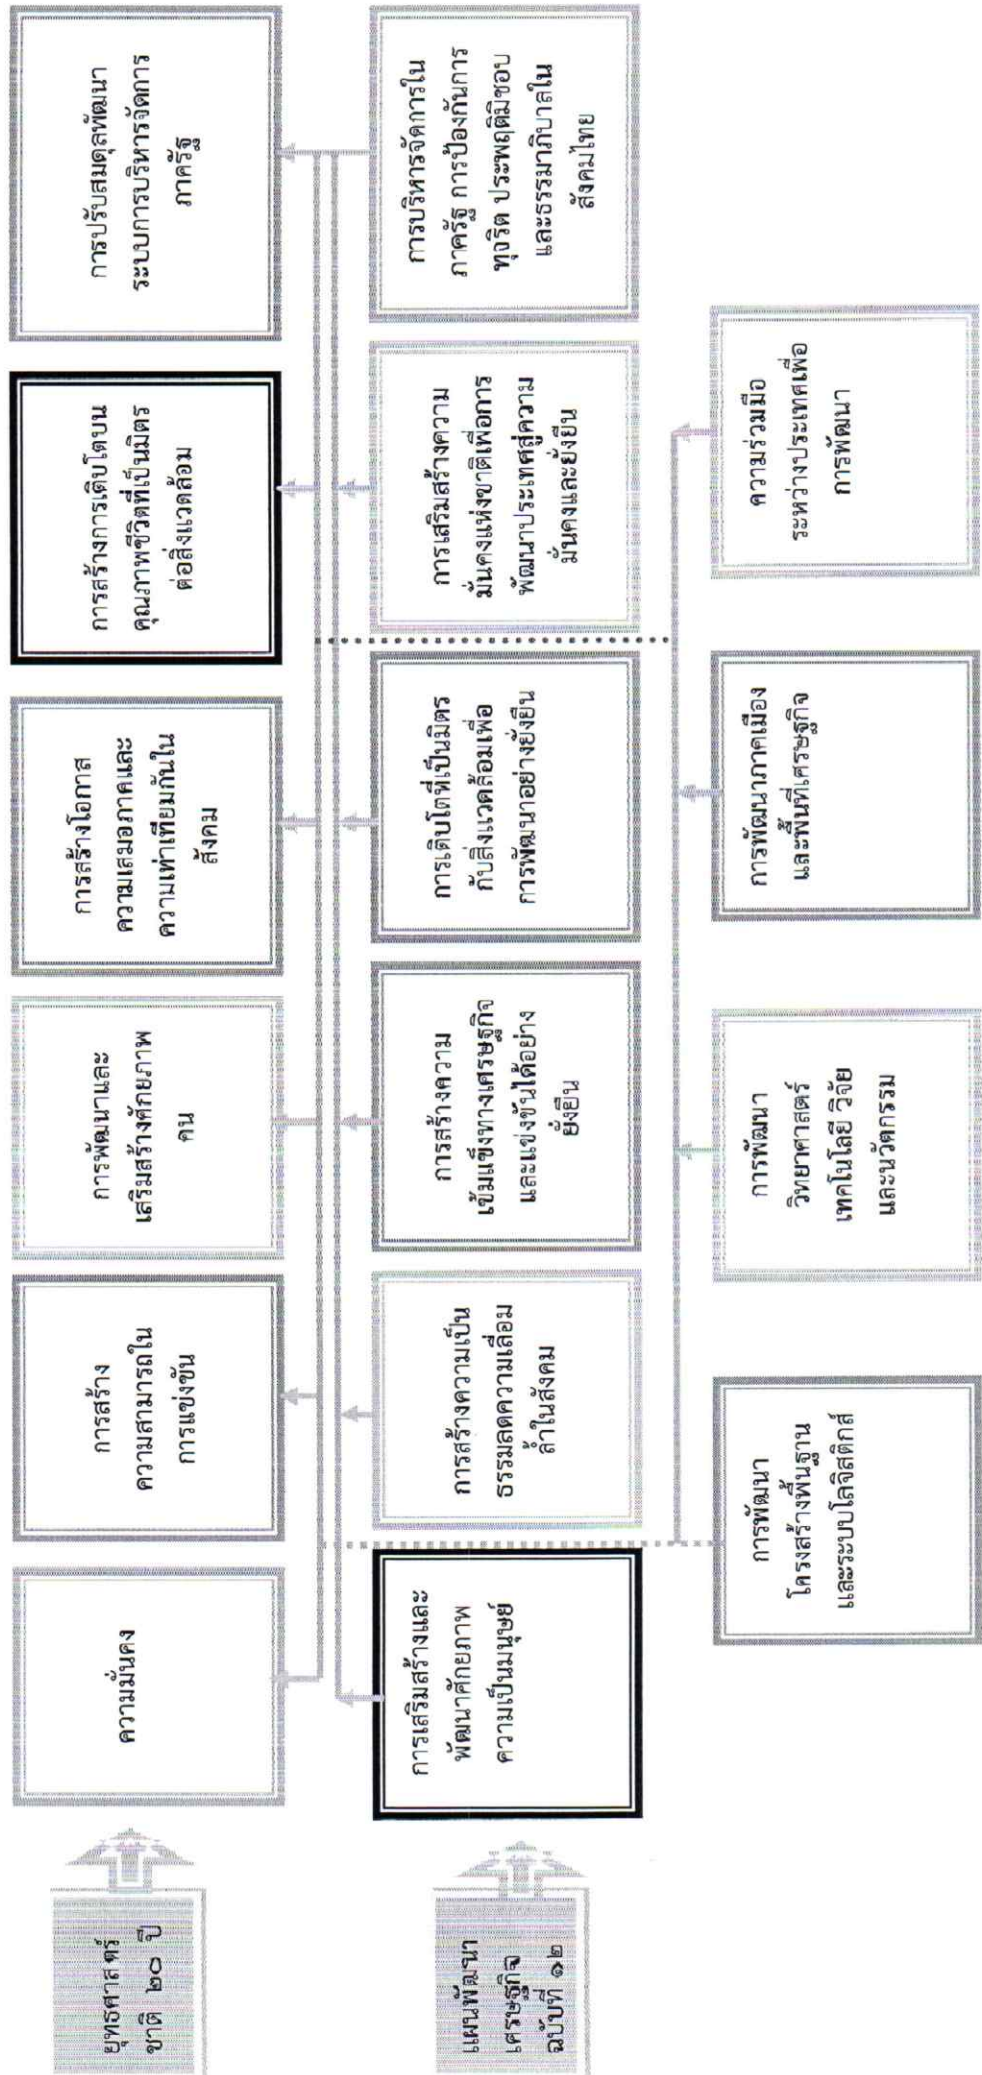 ยุทธศาสตร์
ชาติ ๒๐ ปี
ความมั่นคง
การสร้าง
ความสามารถใน
การแข่งขัน
การพัฒนาและ
เสริมสร้างศักยภาพ
คน
การสร้างโอกาส
ความเสมอภาคและ
ความเท่าเทียมกันใน
สังคม
การสร้างการเติบโตบน
คุณภาพชีวิตที่เป็นมิตร
ต่อสิ่งแวดล้อม
การปรับสมดุลพัฒนา
ระบบการบริหารจัดการ
ภาครัฐ
แผนพัฒนา
เศรษฐกิจ
ฉบับที่ ๑๒
การเสริมสร้างและ
พัฒนาศักยภาพ
ความเป็นมนุษย์
การสร้างความเป็น
ธรรมลดความเลื่อม
ล้ำในสังคม
การสร้างความ
เข้มแข็งทางเศรษฐกิจ
และแข่งขันได้อย่าง
ยั่งยืน
การเติบโตที่เป็นมิตร
กับสิ่งแวดล้อมเพื่อ
การพัฒนาอย่างยั่งยืน
การเสริมสร้างความ
มั่นคงแห่งชาติเพื่อการ
พัฒนาประเทศสู่ความ
มั่นคงและยั่งยืน
การบริหารจัดการใน
ภาครัฐ การป้องกันการ
ทุจริต ประพฤติมิชอบ
และธรรมาภิบาลใน
สังคมไทย
การพัฒนา
โครงสร้างพื้นฐาน
และระบบโลจิสติกส์
การพัฒนา
วิทยาศาสตร์
เทคโนโลยี วิจัย
และนวัตกรรม
การพัฒนาภาคเมือง
และพื้นที่เศรษฐกิจ
ความร่วมมือ
ระหว่างประเทศเพื่อ
การพัฒนา